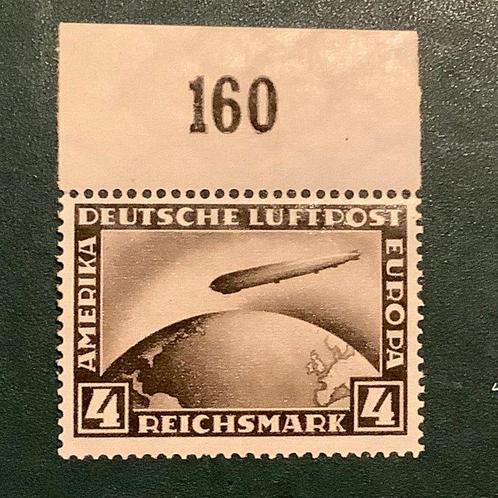 160
DEUTSCHE LUFTPOST
AMERIKA
EUROPA
4 REICHSMARK 4